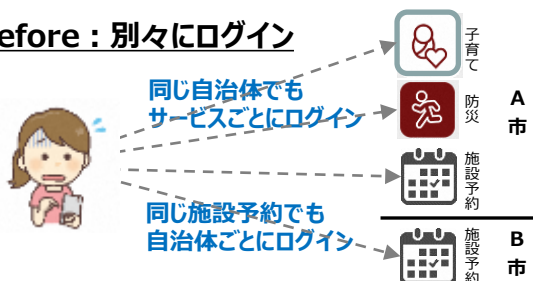 efore：別々にログイン
同じ自治体でも
サービスごとにログイン
同じ施設予約でも
自治体ごとにログイン
子育て
防災
施設予約
A市
施設予約
B市